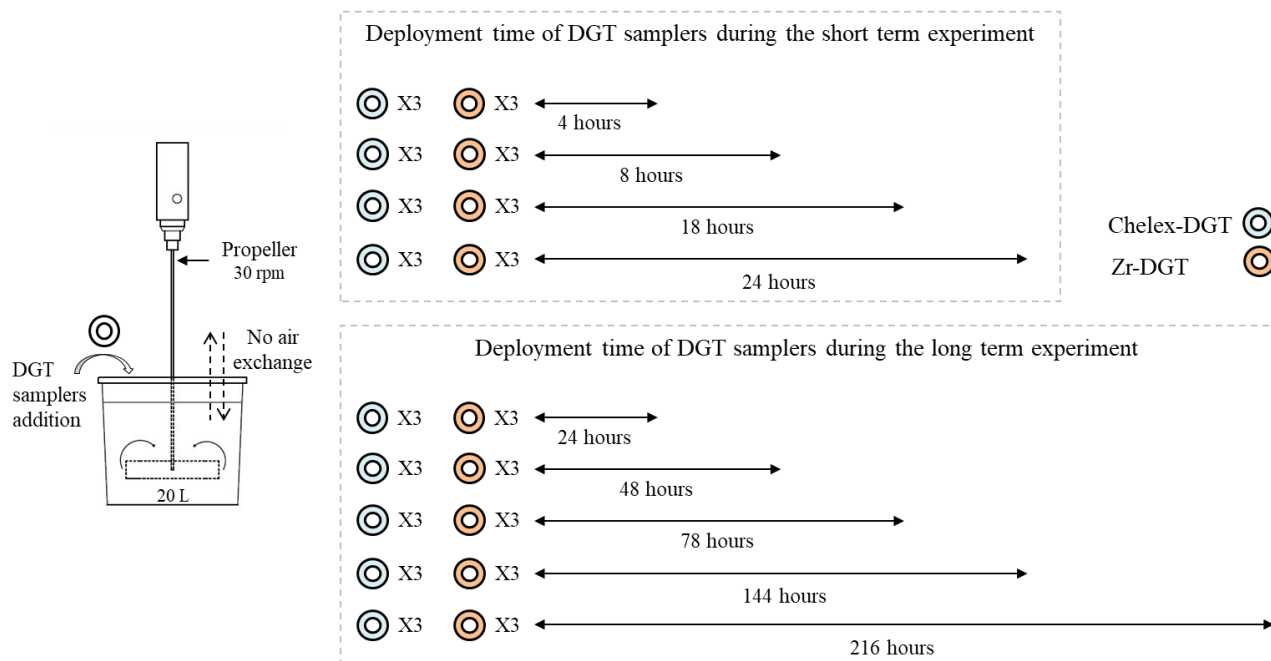 Deployment time of DGT samplers during the short term experiment
X3 X3
4 hours
X3 X3
8 hours
X3 X3
18 hours
X3 X3
24 hours
Chelex-DGT
Zr-DGT
Propeller
30 rpm
No air
exchange
DGT
samplers
addition
20 L
Deployment time of DGT samplers during the long term experiment
X3 X3
24 hours
X3 X3
48 hours
X3 X3
78 hours
X3 X3
144 hours
X3 X3
216 hours